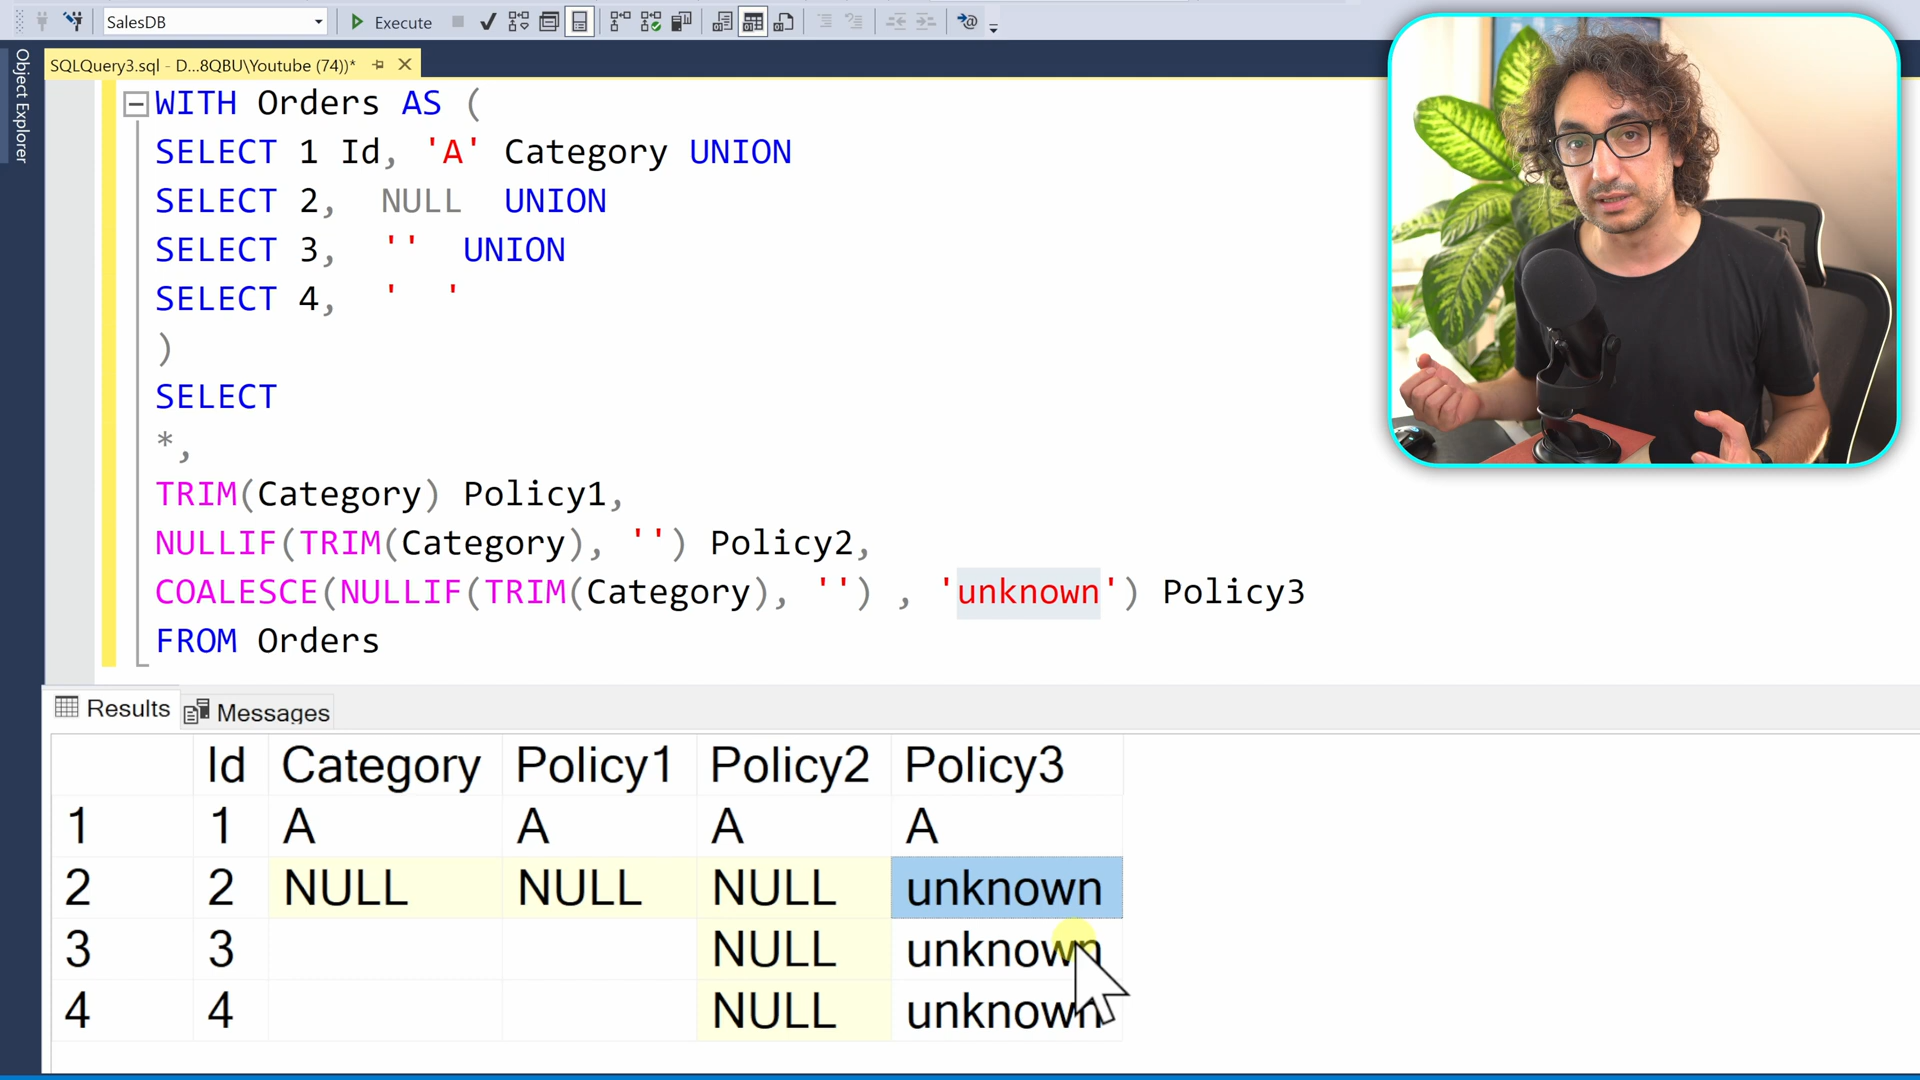 SalesDB
Execute
Object Explorer
SQLQuery3.sql - D...8QBU\Youtube (74))*
WITH Orders AS (
SELECT 1 Id, 'A' Category UNION
SELECT 2,  NULL  UNION
SELECT 3,  ''  UNION
SELECT 4,  '  '
)
SELECT
*,
TRIM(Category) Policy1,
NULLIF(TRIM(Category), '') Policy2,
COALESCE(NULLIF(TRIM(Category), '') , 'unknown') Policy3
FROM Orders
Results Messages
Id Category Policy1 Policy2 Policy3
1 1 A A A A
2 2 NULL NULL NULL unknown
3 3 NULL unknown
4 4 NULL unknown